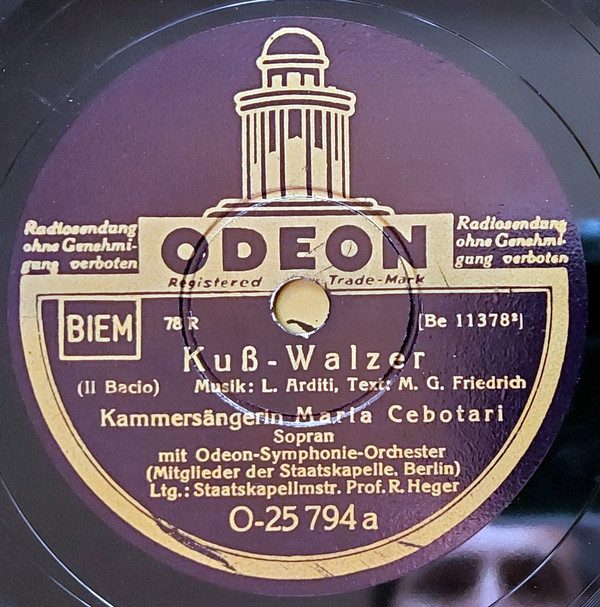 Radiosendung
ohne Genehmi-
gung verboten
ODEON
Radiosendung
ohne Genehmi-
gung verboten
Registered Trade-Mark
BIEM
78 R
[Be 11378²]
Kuß-Walzer
(Il Bacio) Musik: L. Arditi, Text: M. G. Friedrich
Kammersängerin Maria Cebotari
Sopran
mit Odeon-Symphonie-Orchester
(Mitglieder der Staatskapelle, Berlin)
Ltg.: Staatskapellmstr. Prof. R. Heger
O-25 794 a